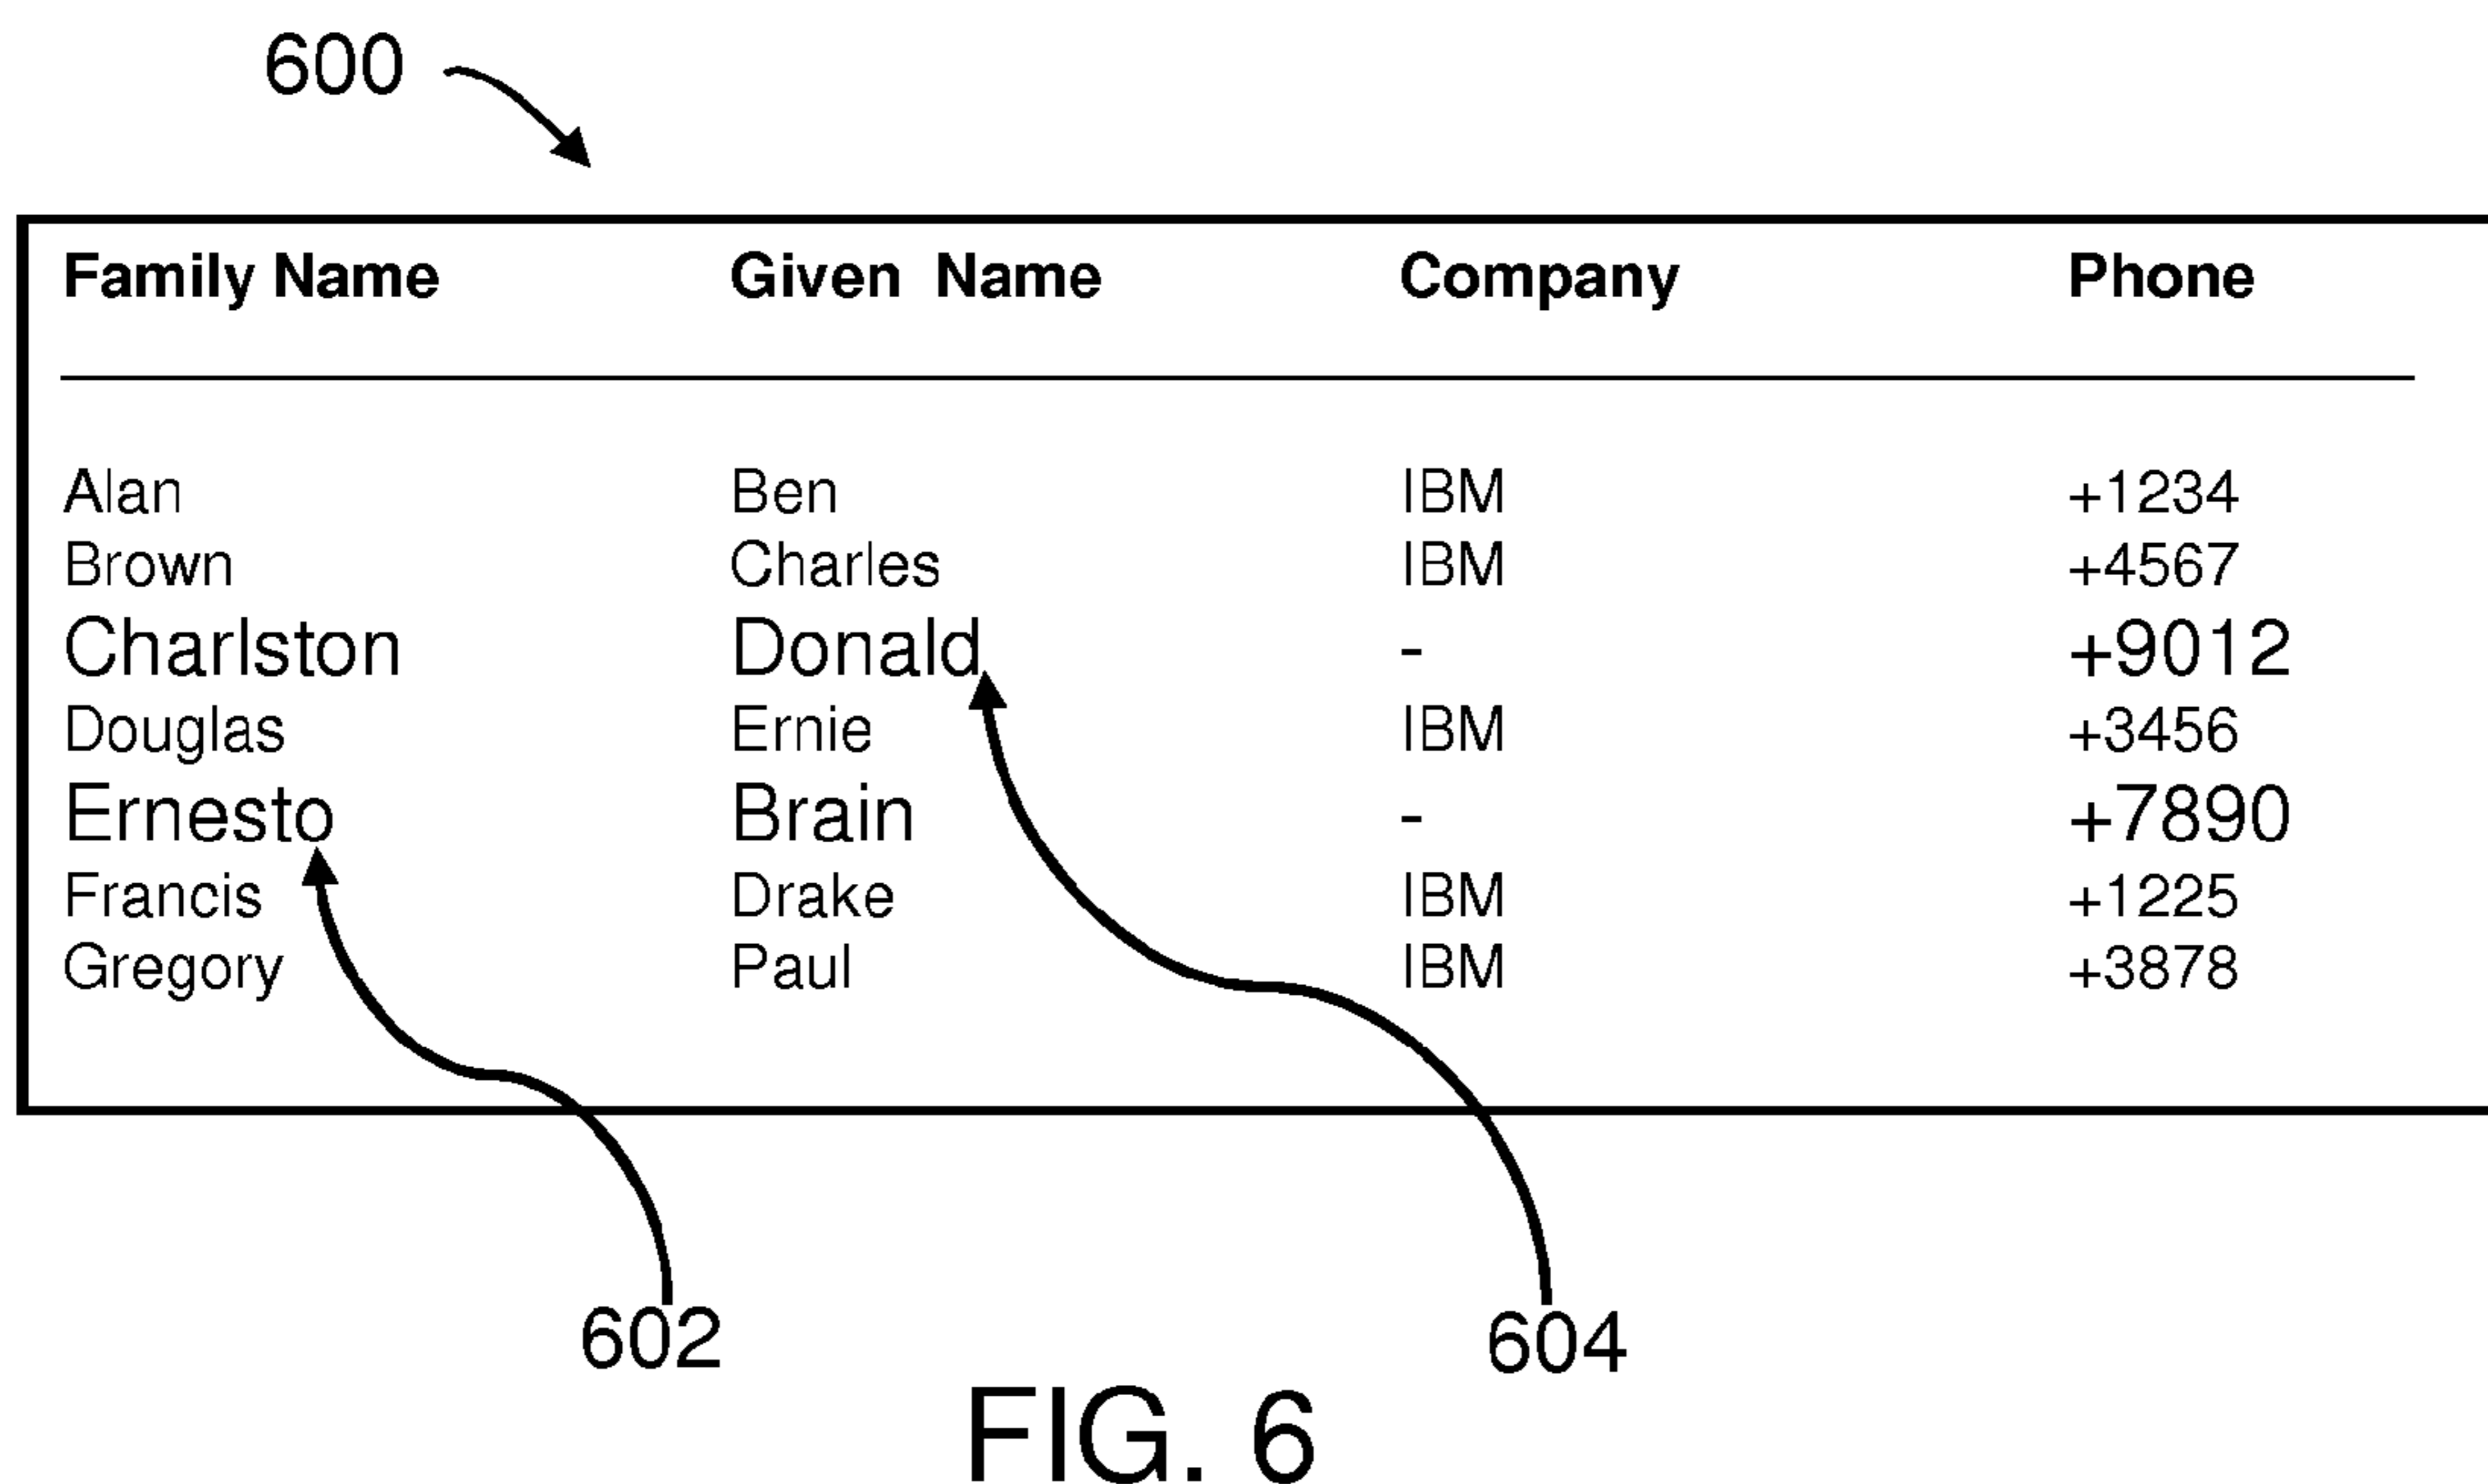 600
Family Name Given Name Company Phone
Alan Ben IBM +1234
Brown Charles IBM +4567
Charlston Donald - +9012
Douglas Ernie IBM +3456
Ernesto Brain - +7890
Francis Drake IBM +1225
Gregory Paul IBM +3878
602 604
FIG. 6